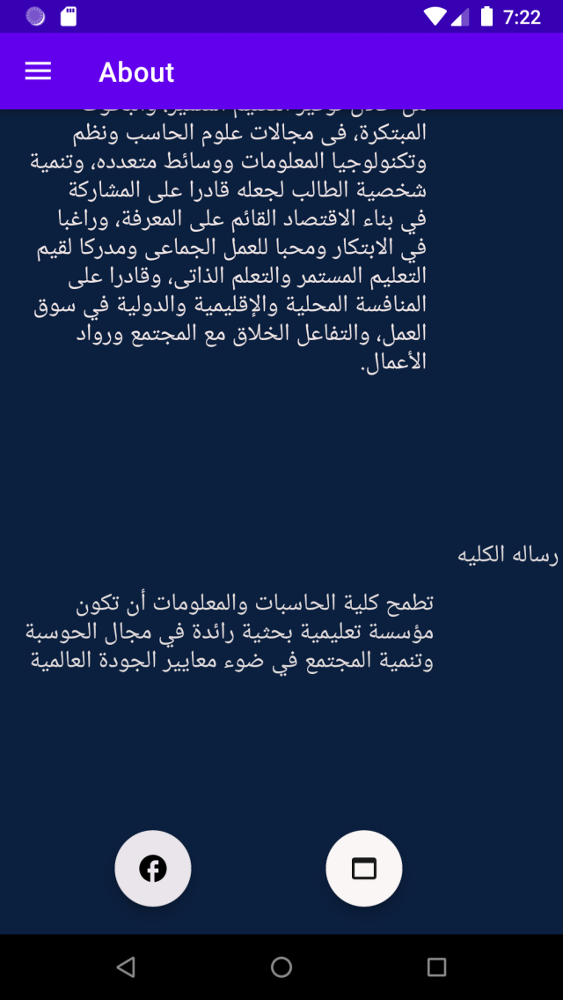 7:22
About
المبتكرة، فى مجالات علوم الحاسب ونظم
وتكنولوجيا المعلومات ووسائط متعدده، وتنمية
شخصية الطالب لجعله قادرا على المشاركة
في بناء الاقتصاد القائم على المعرفة، وراغبا
في الابتكار ومحبا للعمل الجماعى ومدركا لقيم
التعليم المستمر والتعلم الذاتى، وقادرا على
المنافسة المحلية والإقليمية والدولية في سوق
العمل، والتفاعل الخلاق مع المجتمع ورواد
الأعمال.
رساله الكليه
تطمح كلية الحاسبات والمعلومات أن تكون
مؤسسة تعليمية بحثية رائدة في مجال الحوسبة
وتنمية المجتمع في ضوء معايير الجودة العالمية